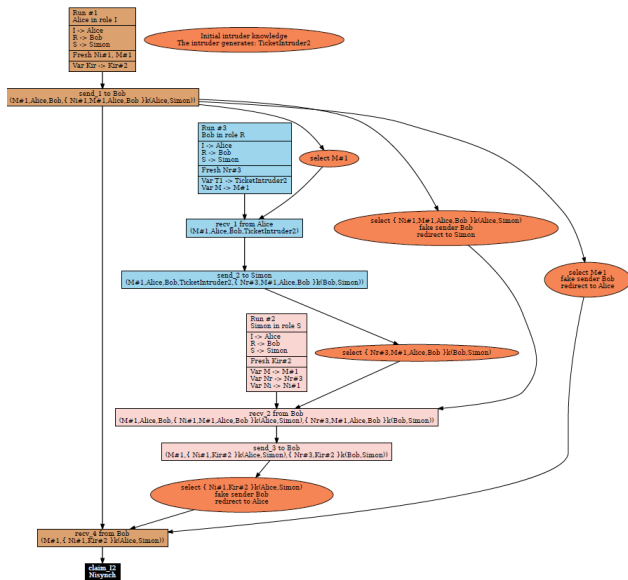 Run #1
Alice in role I
I -> Alice
R -> Bob
S -> Simon
Fresh Ni#1, M#1
Var Kir -> Kir#2
Initial intruder knowledge
The intruder generates: TicketIntruder2
send_1 to Bob
(M#1,Alice,Bob,{ Ni#1,M#1,Alice,Bob }k(Alice,Simon))
Run #3
Bob in role R
I -> Alice
R -> Bob
S -> Simon
Fresh Nr#3
Var T1 -> TicketIntruder2
Var M -> M#1
select M#1
recv_1 from Alice
(M#1,Alice,Bob,TicketIntruder2)
select { Ni#1,M#1,Alice,Bob }k(Alice,Simon)
fake sender Bob
redirect to Simon
select M#1
fake sender Bob
redirect to Alice
send_2 to Simon
(M#1,Alice,Bob,TicketIntruder2,{ Nr#3,M#1,Alice,Bob }k(Bob,Simon))
Run #2
Simon in role S
I -> Alice
R -> Bob
S -> Simon
Fresh Kir#2
Var M -> M#1
Var Nr -> Nr#3
Var Ni -> Ni#1
select { Nr#3,M#1,Alice,Bob }k(Bob,Simon)
recv_2 from Bob
(M#1,Alice,Bob,{ Ni#1,M#1,Alice,Bob }k(Alice,Simon),{ Nr#3,M#1,Alice,Bob }k(Bob,Simon))
send_3 to Bob
(M#1,{ Ni#1,Kir#2 }k(Alice,Simon),{ Nr#3,Kir#2 }k(Bob,Simon))
select { Ni#1,Kir#2 }k(Alice,Simon)
fake sender Bob
redirect to Alice
recv_4 from Bob
(M#1,{ Ni#1,Kir#2 }k(Alice,Simon))
claim_I2
Nisynch